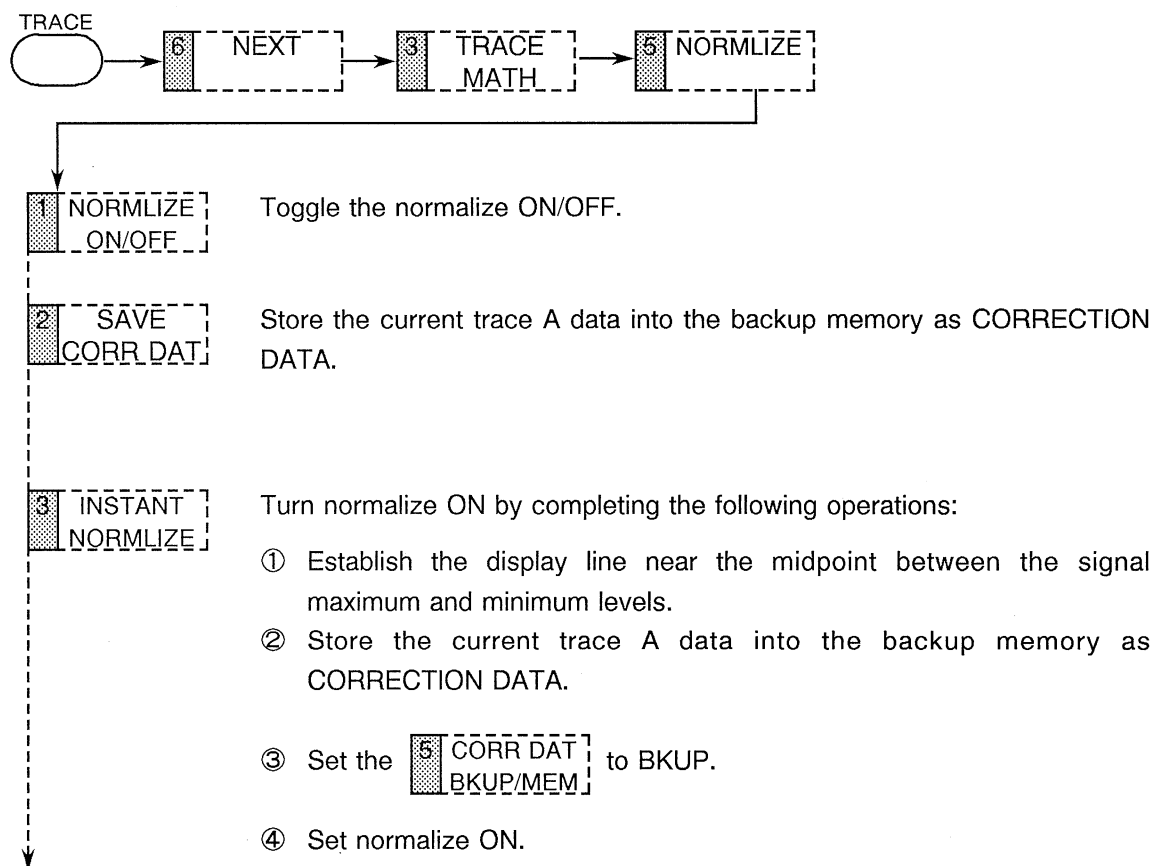 TRACE
6 NEXT
3 TRACE
MATH
5 NORMLIZE
1 NORMLIZE
ON/OFF
Toggle the normalize ON/OFF.
2 SAVE
CORR DAT
Store the current trace A data into the backup memory as CORRECTION
DATA.
3 INSTANT
NORMLIZE
Turn normalize ON by completing the following operations:
① Establish the display line near the midpoint between the signal
maximum and minimum levels.
② Store the current trace A data into the backup memory as
CORRECTION DATA.
③ Set the 5 CORR DAT
BKUP/MEM to BKUP.
④ Set normalize ON.